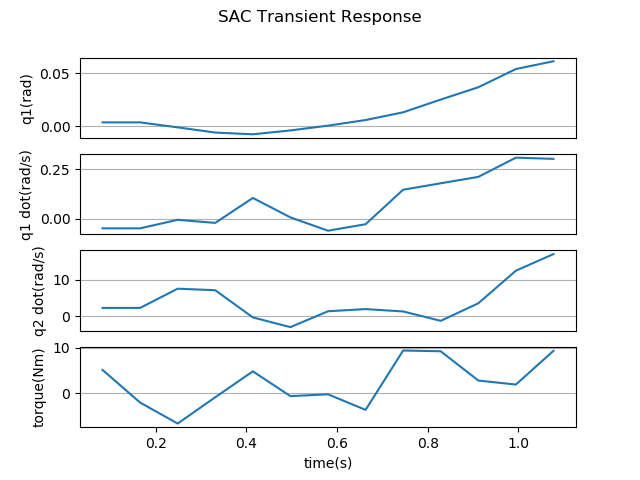 SAC Transient Response
q1(rad)
0.05
0.00
q1 dot(rad/s)
0.25
0.00
q2 dot(rad/s)
10
0
torque(Nm)
10
0
0.2 0.4 0.6 0.8 1.0
time(s)